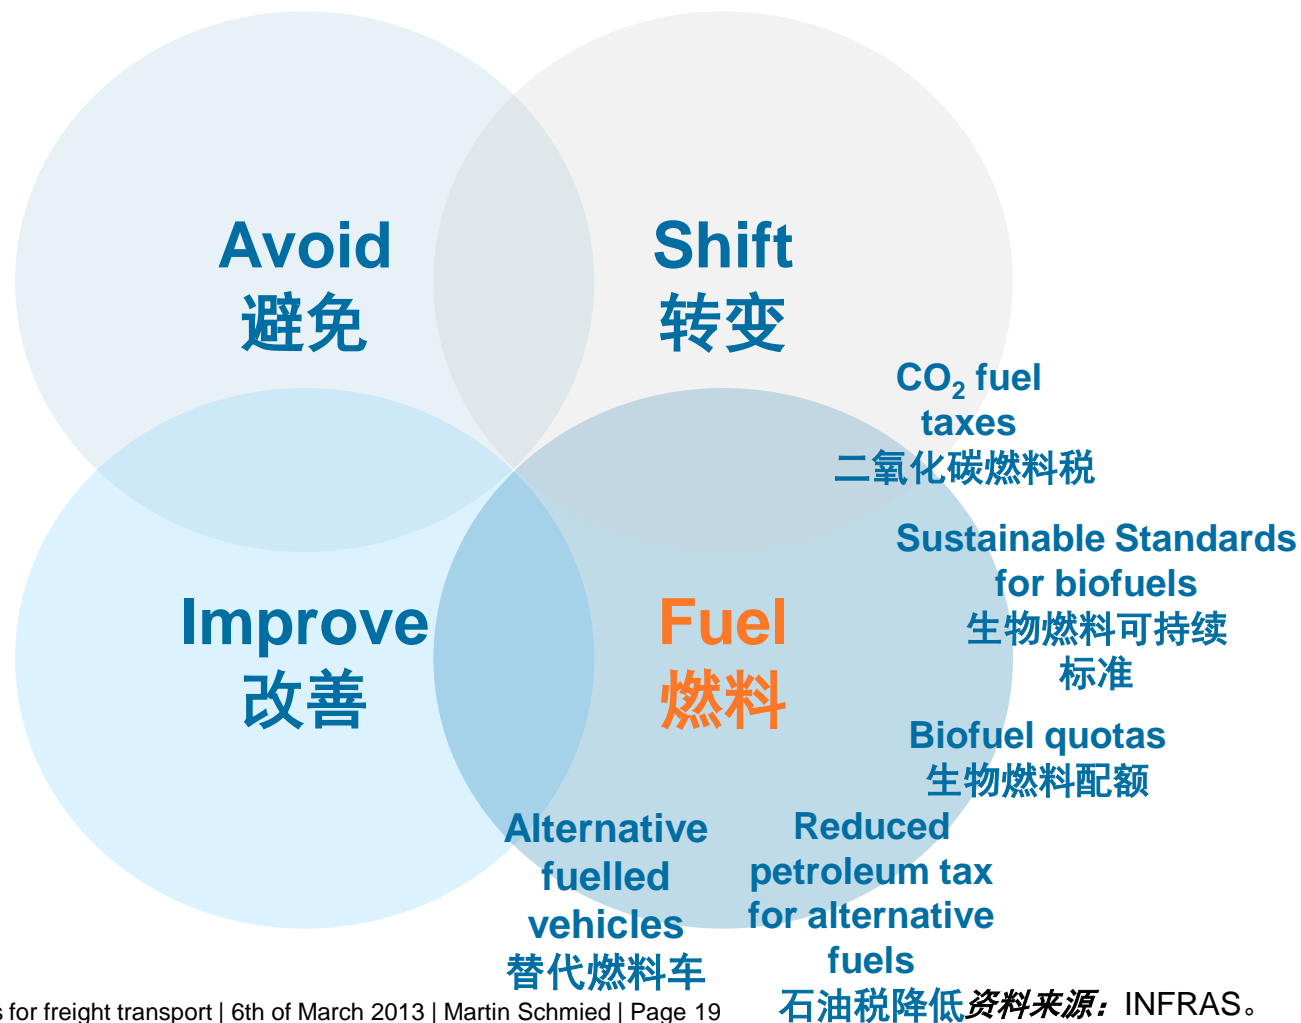 Avoid
避免
Shift
转变
CO₂ fuel
taxes
二氧化碳燃料税
Sustainable Standards
for biofuels
生物燃料可持续
标准
Improve
改善
Fuel
燃料
Biofuel quotas
生物燃料配额
Alternative
fuelled
vehicles
替代燃料车
Reduced
petroleum tax
for alternative
fuels
石油税降低
资料来源：INFRAS。
s for freight transport | 6th of March 2013 | Martin Schmied | Page 19